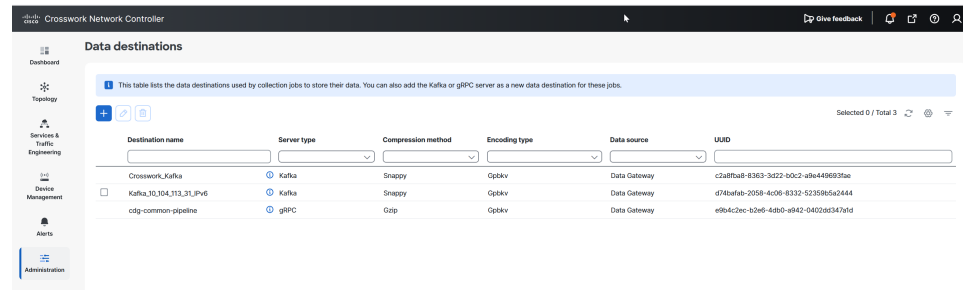 cisco Crosswork Network Controller
Give feedback
Dashboard
Topology
Services &
Traffic
Engineering
Device
Management
Alerts
Administration
Data destinations
This table lists the data destinations used by collection jobs to store their data. You can also add the Kafka or gRPC server as a new data destination for these jobs.
Selected 0 / Total 3
Destination name Server type Compression method Encoding type Data source UUID
Crosswork_Kafka Kafka Snappy Gpbkv Data Gateway c2a8fba8-8363-3d22-b0c2-a9e449693fae
Kafka_10_104_113_31_IPv6 Kafka Snappy Gpbkv Data Gateway d74bafab-2058-4c06-8332-52359b5a2444
cdg-common-pipeline gRPC Gzip Gpbkv Data Gateway e9b4c2ec-b2e6-4db0-a942-0402dd347a1d